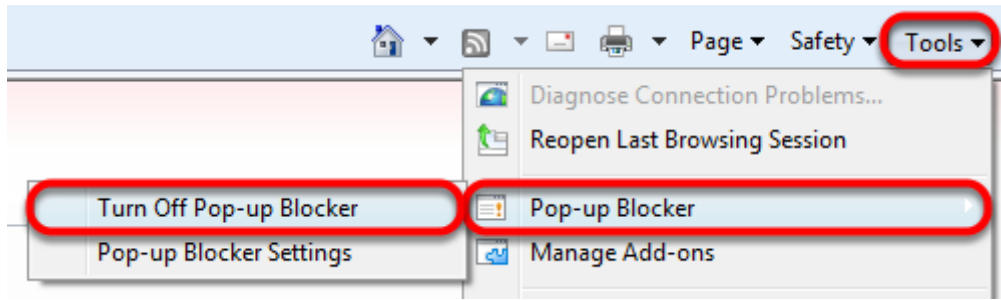 Page Safety Tools
Diagnose Connection Problems...
Reopen Last Browsing Session
Turn Off Pop-up Blocker
Pop-up Blocker
Pop-up Blocker Settings
Manage Add-ons